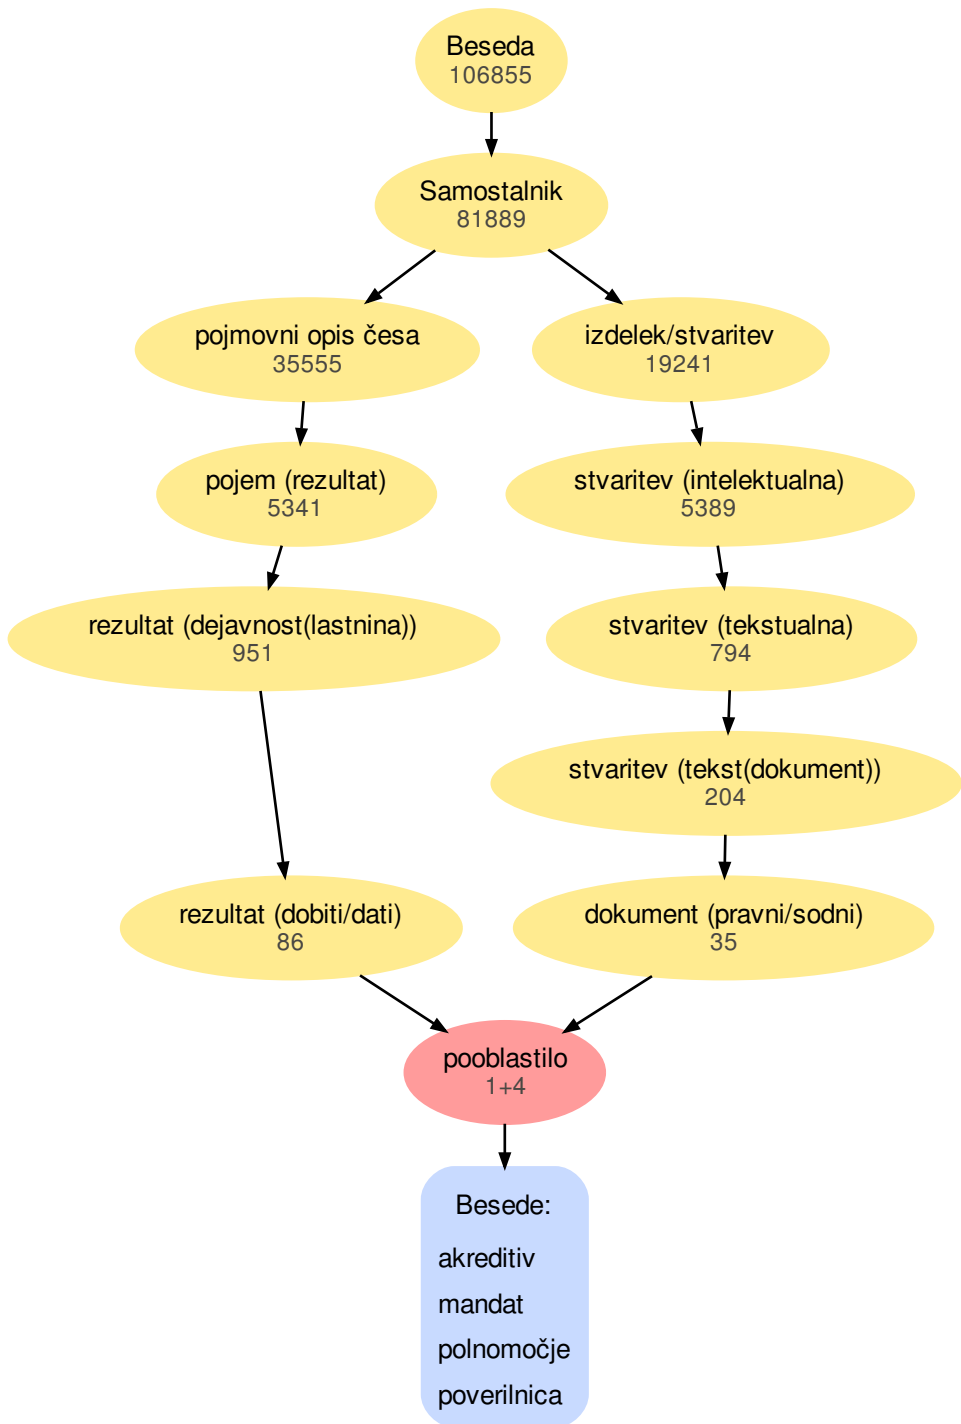 Beseda
106855
Samostalnik
81889
pojmovni opis česa
35555
izdelek/stvaritev
19241
pojem (rezultat)
5341
stvaritev (intelektualna)
5389
rezultat (dejavnost(lastnina))
951
stvaritev (tekstualna)
794
stvaritev (tekst(dokument))
204
rezultat (dobiti/dati)
86
dokument (pravni/sodni)
35
pooblastilo
1+4
Besede:
akreditiv
mandat
polnomočje
poverilnica